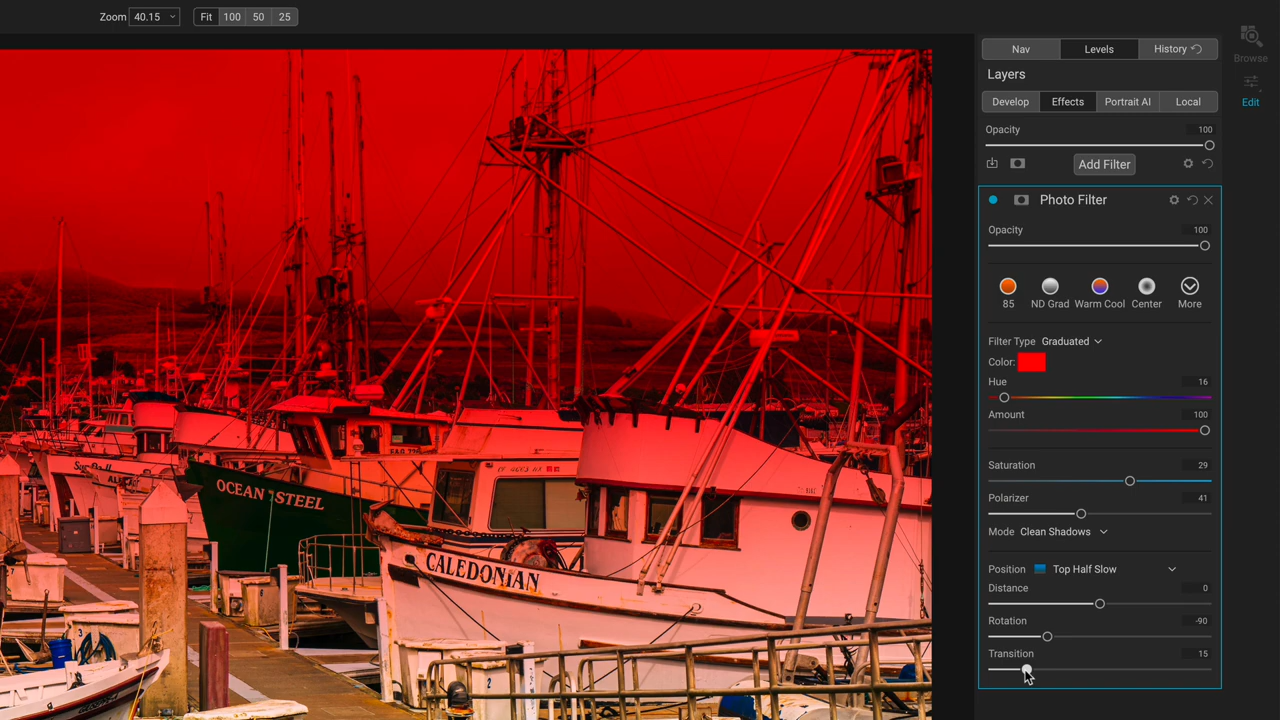 Zoom 40.15 Fit 100 50 25
Browse
Edit
Nav Levels History
Layers
Develop Effects Portrait AI Local
Opacity 100
Add Filter
Photo Filter
Opacity 100
85 ND Grad Warm Cool Center More
Filter Type Graduated
Color:
Hue 16
Amount 100
Saturation 29
Polarizer 41
Mode Clean Shadows
Position Top Half Slow
Distance 0
Rotation -90
Transition 15
OCEAN STEEL
CALEDONIAN